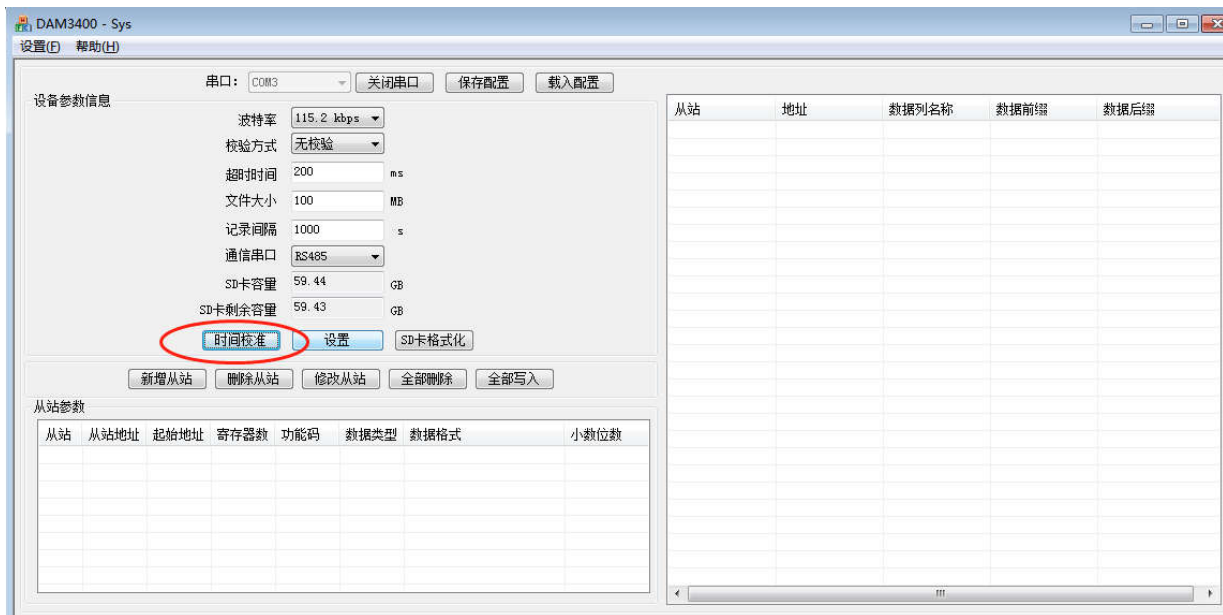 DAM3400 - Sys
设置(F) 帮助(H)
串口： COM3 关闭串口 保存配置 载入配置
设备参数信息
波特率 115.2 kbps
校验方式 无校验
超时时间 200 ms
文件大小 100 MB
记录间隔 1000 s
通信串口 RS485
SD卡容量 59.44 GB
SD卡剩余容量 59.43 GB
时间校准 设置 SD卡格式化
新增从站 删除从站 修改从站 全部删除 全部写入
从站参数
从站 从站地址 起始地址 寄存器数 功能码 数据类型 数据格式 小数位数
从站 地址 数据列名称 数据前缀 数据后缀